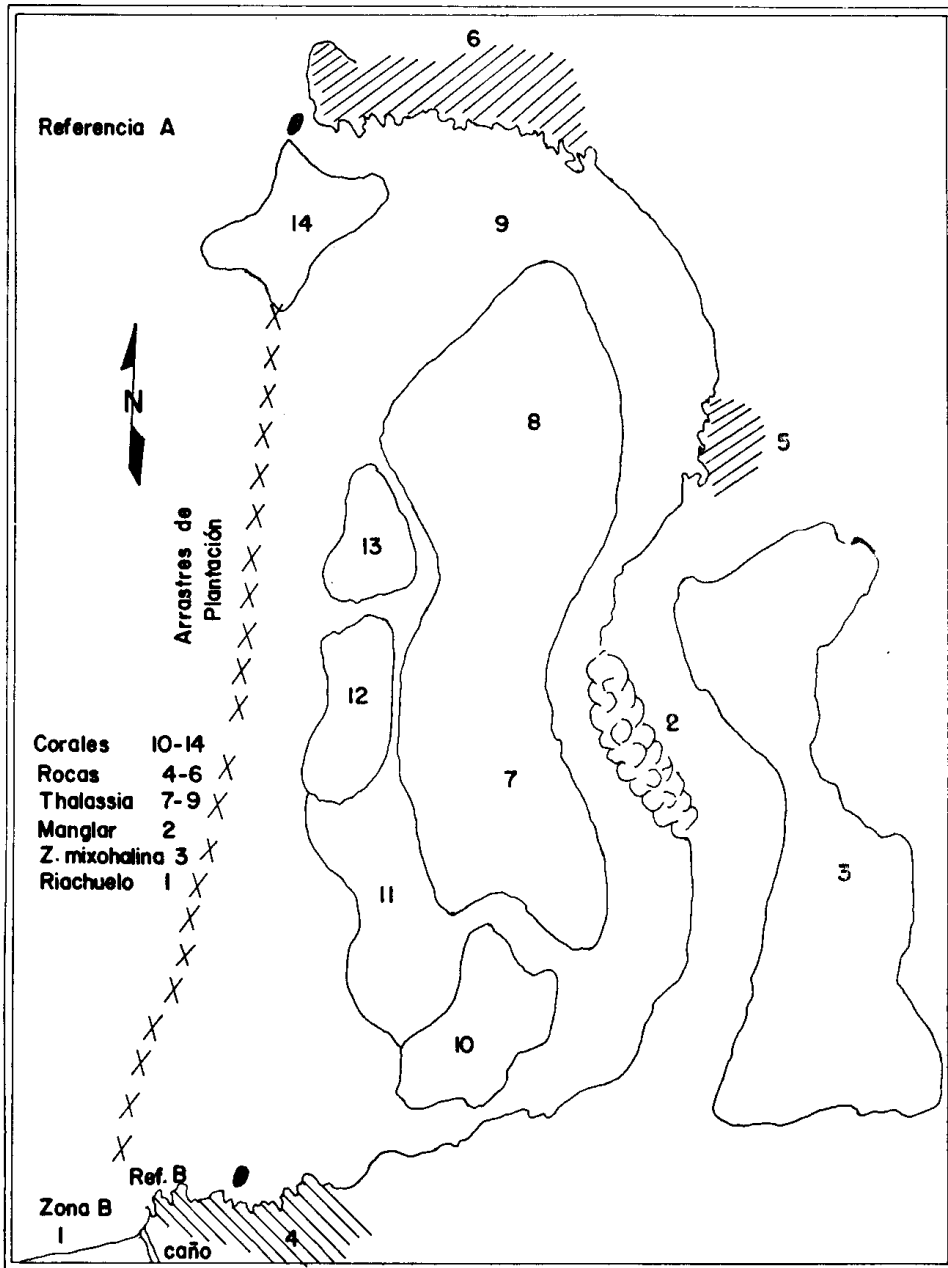 6
Referencia A
14
9
N
8
5
13
Arrastres de
Plantación
12
2
Corales 10-14
Rocas 4-6
Thalassia 7-9
Manglar 2
Z. mixohalina 3
Riachuelo 1
7
3
11
10
Ref. B
Zona B
1
caño
4